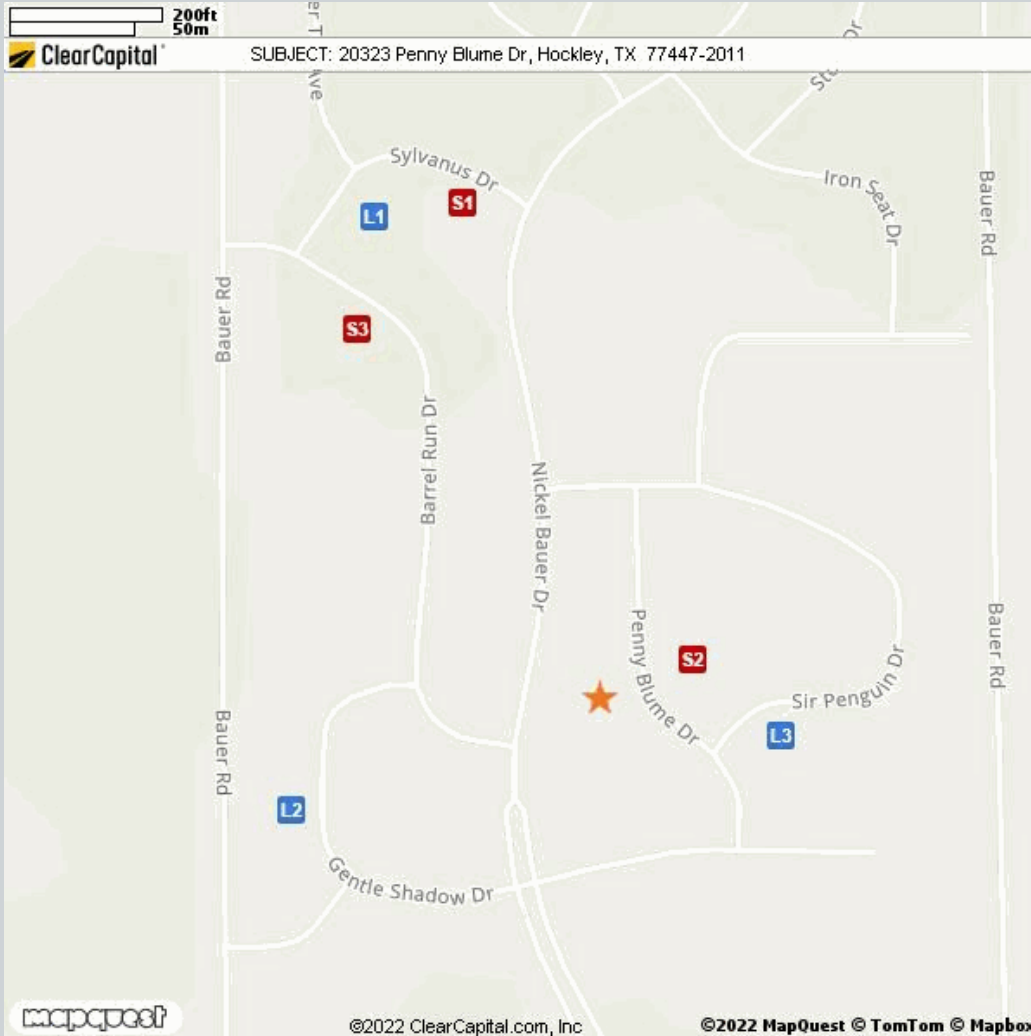 200ft
50m
ClearCapital
SUBJECT: 20323 Penny Blume Dr, Hockley, TX 77447-2011
er T
Ave
Sylvanus Dr
S1
L1
Iron Seat Dr
Bauer Rd
Bauer Rd
S3
Barrel Run Dr
Nickel Bauer Dr
Penny Blume Dr
S2
Bauer Rd
Sir Penguin Dr
L3
Bauer Rd
L2
Gentle Shadow Dr
mapquest
©2022 ClearCapital.com, Inc
©2022 MapQuest © TomTom © Mapbox